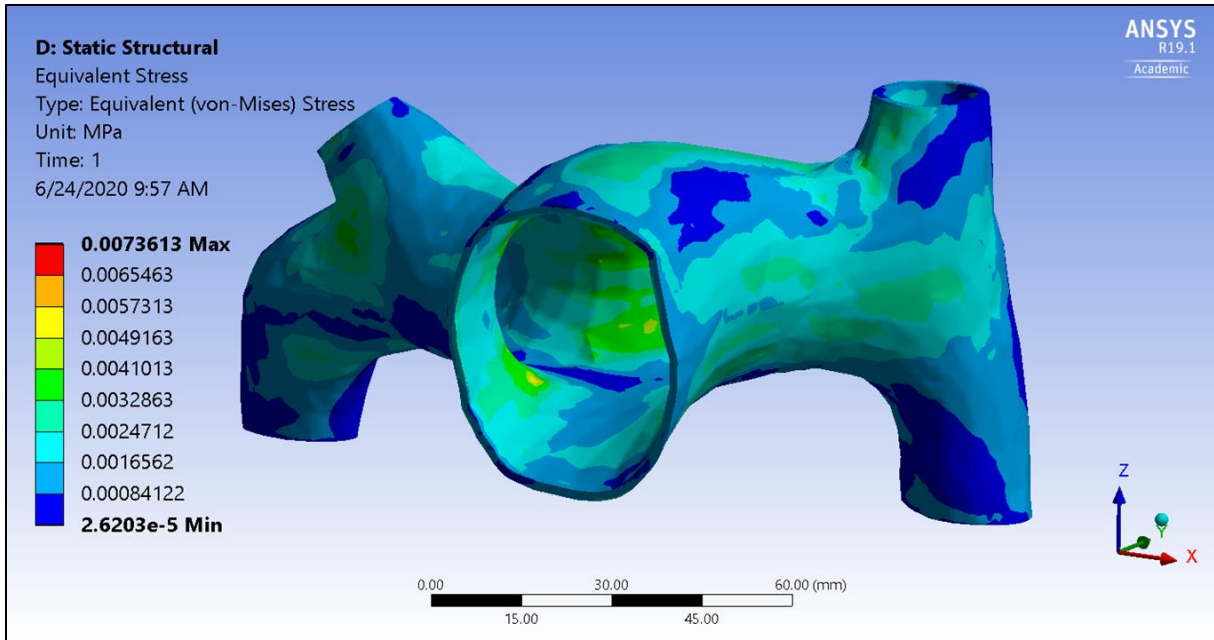 D: Static Structural
Equivalent Stress
Type: Equivalent (von-Mises) Stress
Unit: MPa
Time: 1
6/24/2020 9:57 AM
0.0073613 Max
0.0065463
0.0057313
0.0049163
0.0041013
0.0032863
0.0024712
0.0016562
0.00084122
2.6203e-5 Min
ANSYS
R19.1
Academic
0.00 30.00 60.00 (mm)
15.00 45.00
Z
Y
X